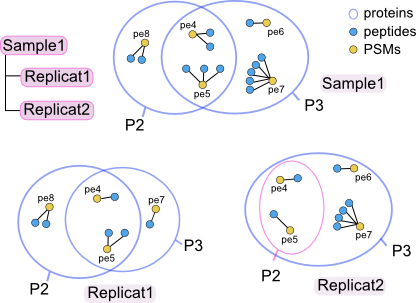 Sample1
Replicat1
Replicat2
pe8
pe4
pe6
pe5
pe7
P2
P3
Sample1
proteins
peptides
PSMs
pe8
pe4
pe7
pe5
P2
P3
Replicat1
pe4
pe6
pe5
pe7
P2
P3
Replicat2